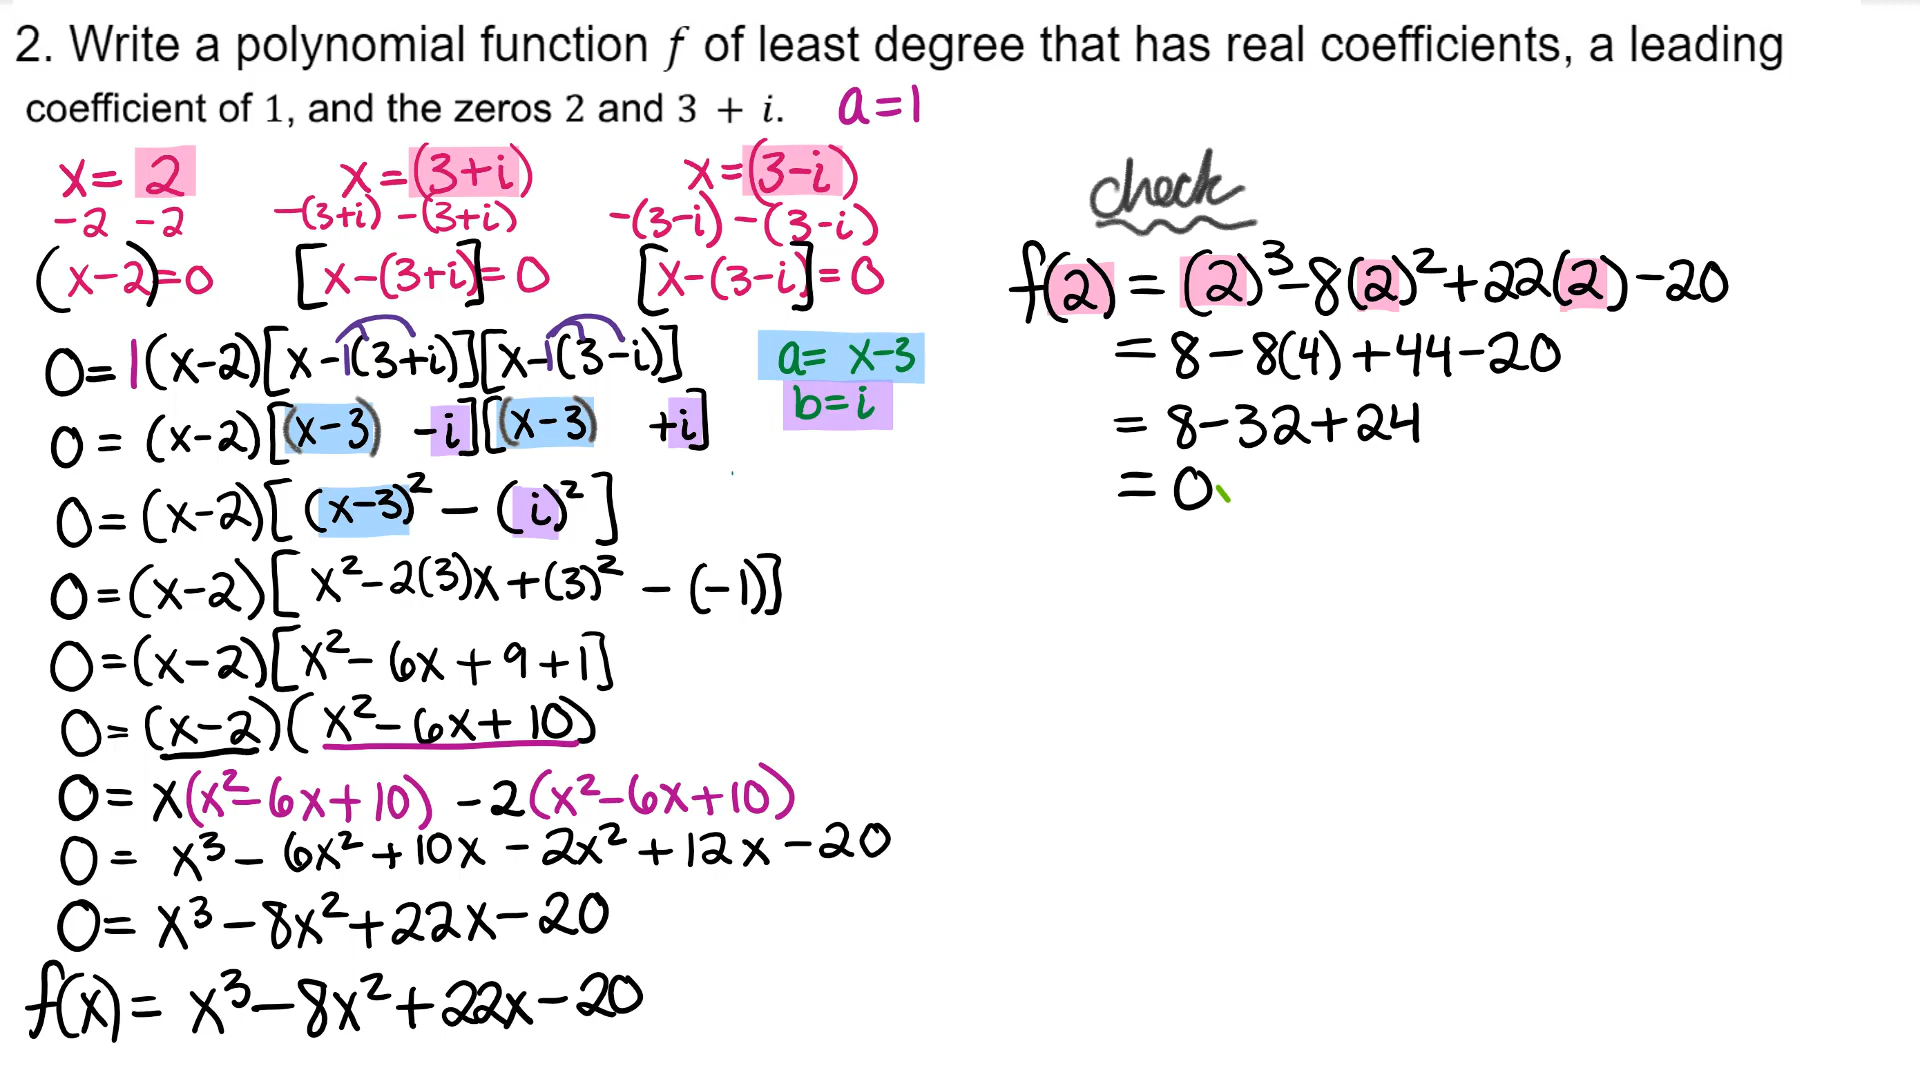 2. Write a polynomial function f of least degree that has real coefficients, a leading
coefficient of 1, and the zeros 2 and 3 + i. a=1
x= 2 x=(3+i) x=(3-i)
-2 -2 -(3+i) -(3+i) -(3-i) -(3-i)
(x-2)=0 [x-(3+i)]=0 [x-(3-i)]=0
0=1(x-2)[x-1(3+i)][x-1(3-i)]
a= x-3
b=i
0=(x-2)[(x-3) -i][(x-3) +i]
0=(x-2)[(x-3)²-(i)²]
0=(x-2)[x²-2(3)x+(3)²-(-1)]
0=(x-2)[x²-6x+9+1]
0=(x-2)(x²-6x+10)
0=x(x²-6x+10) -2(x²-6x+10)
0= x³-6x²+10x-2x²+12x-20
0=x³-8x²+22x-20
f(x)= x³-8x²+22x-20
check
f(2)=(2)³-8(2)²+22(2)-20
=8-8(4)+44-20
=8-32+24
=0